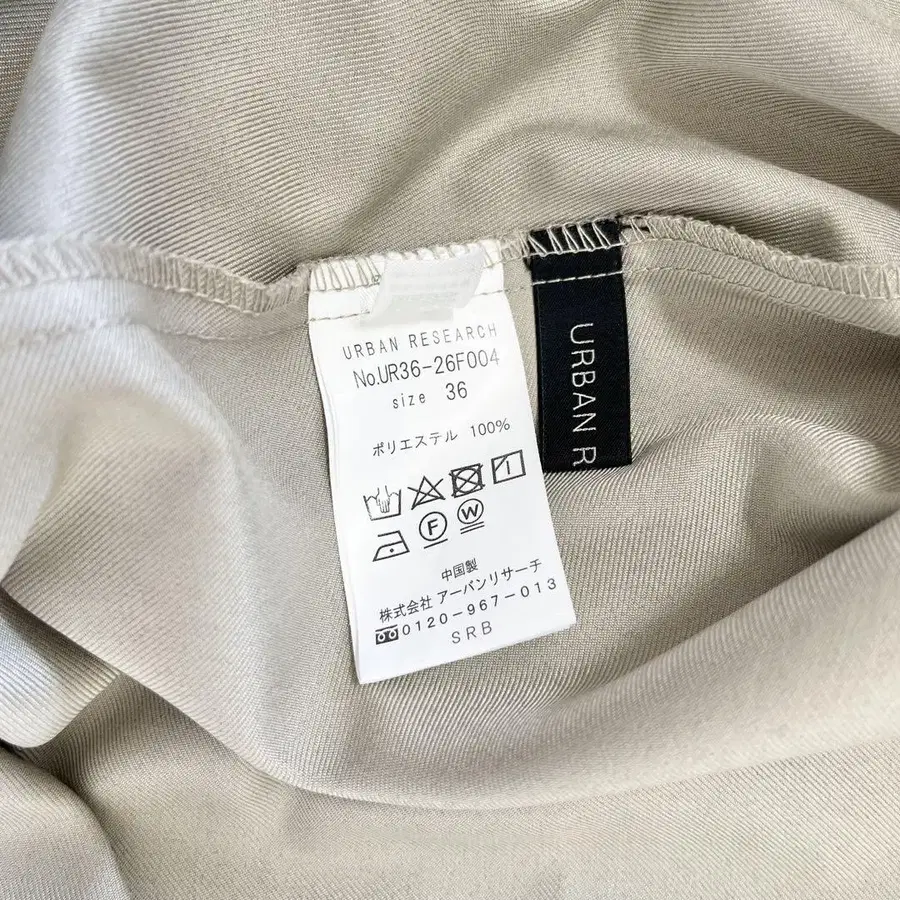 URBAN RESEARCH
No.UR36-26F004
size 36
ポリエステル 100%
F W
中国製
株式会社 アーバンリサーチ
0120-967-013
SRB
URBAN R